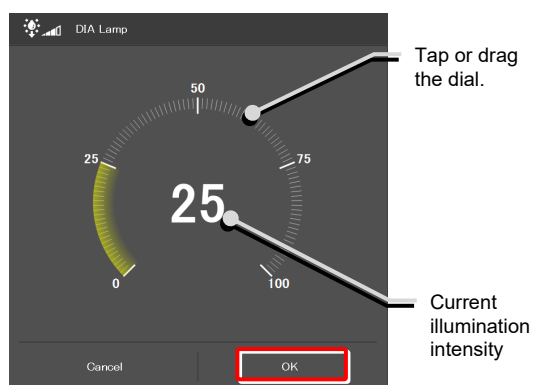 DIA Lamp
Tap or drag
the dial.
50
25
75
25
0
100
Current
illumination
intensity
Cancel
OK